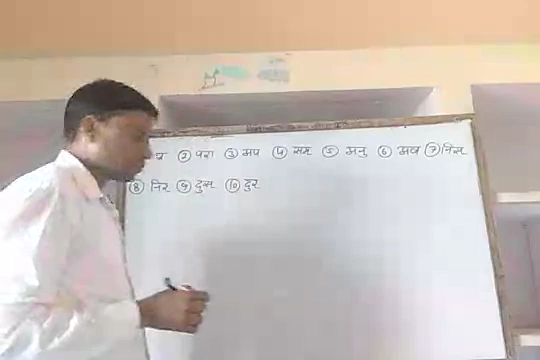 प्र ② परा ③ अप ④ सम् ⑤ अनु ⑥ अव ⑦ निस्
⑧ निर् ⑨ दुस् ⑩ दुर्